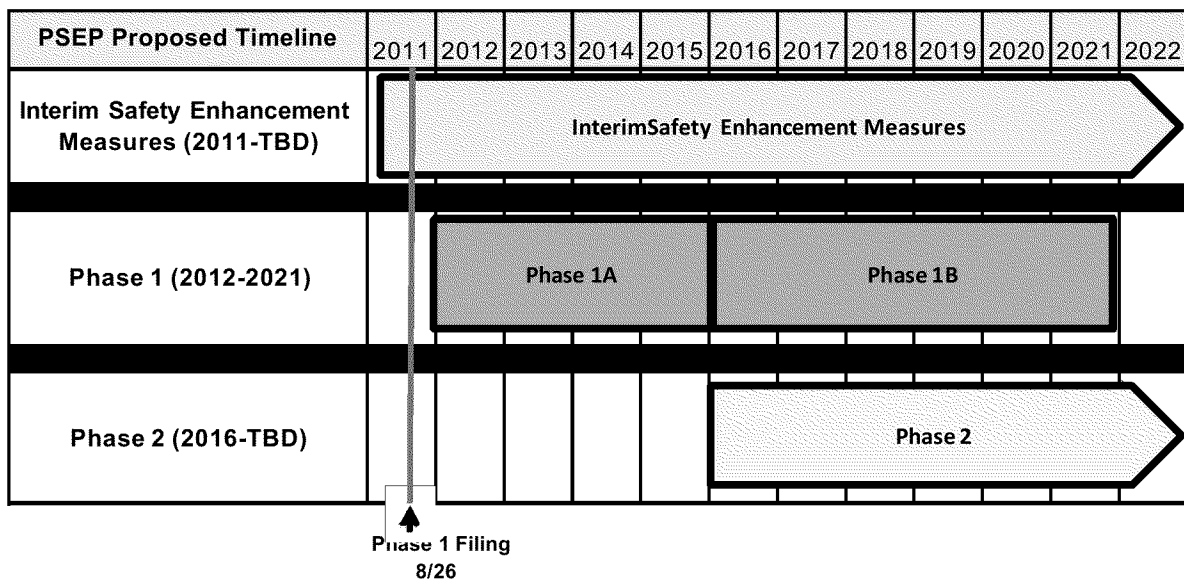 PSEP Proposed Timeline
2011 2012 2013 2014 2015 2016 2017 2018 2019 2020 2021 2022
Interim Safety Enhancement
Measures (2011-TBD)
InterimSafety Enhancement Measures
Phase 1 (2012-2021)
Phase 1A
Phase 1B
Phase 2 (2016-TBD)
Phase 2
Phase 1 Filing
8/26